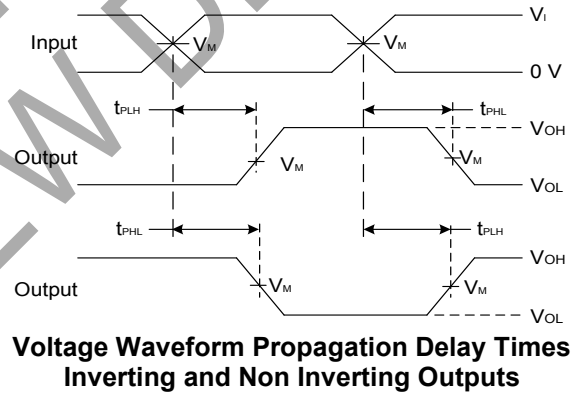 VI
Input
VM
VM
0 V
tPLH
tPHL
VOH
Output
VM
VM
VOL
tPHL
tPLH
VOH
Output
VM
VM
VOL
Voltage Waveform Propagation Delay Times
Inverting and Non Inverting Outputs